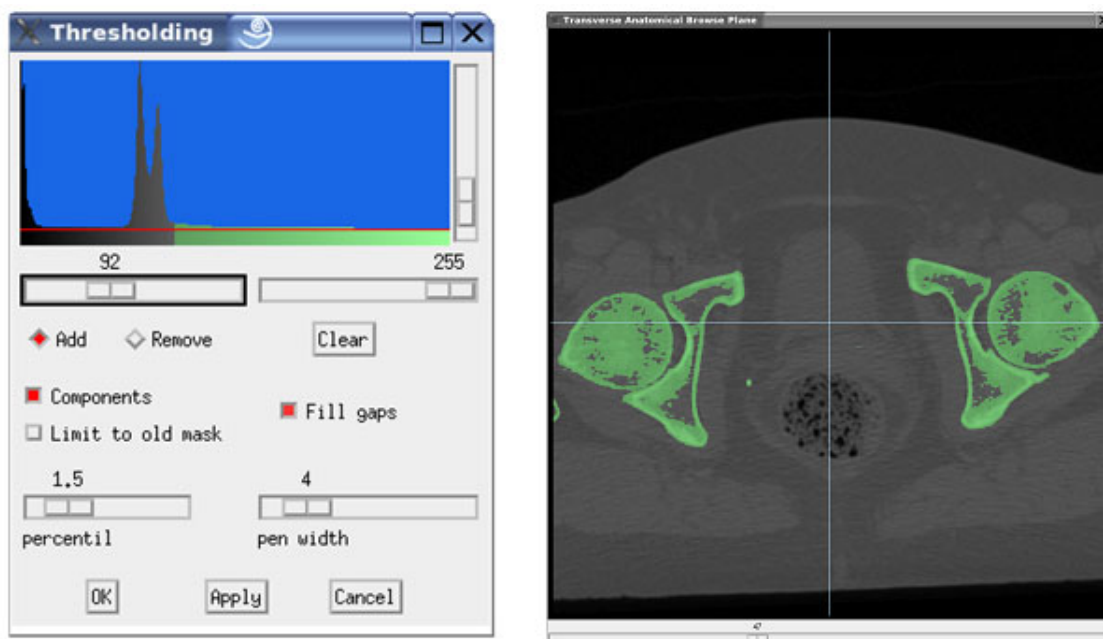 Thresholding
92 255
Add Remove Clear
Components
Fill gaps
Limit to old mask
1.5 4
percentil pen width
OK Apply Cancel
Transverse Anatomical Browse Plane
47